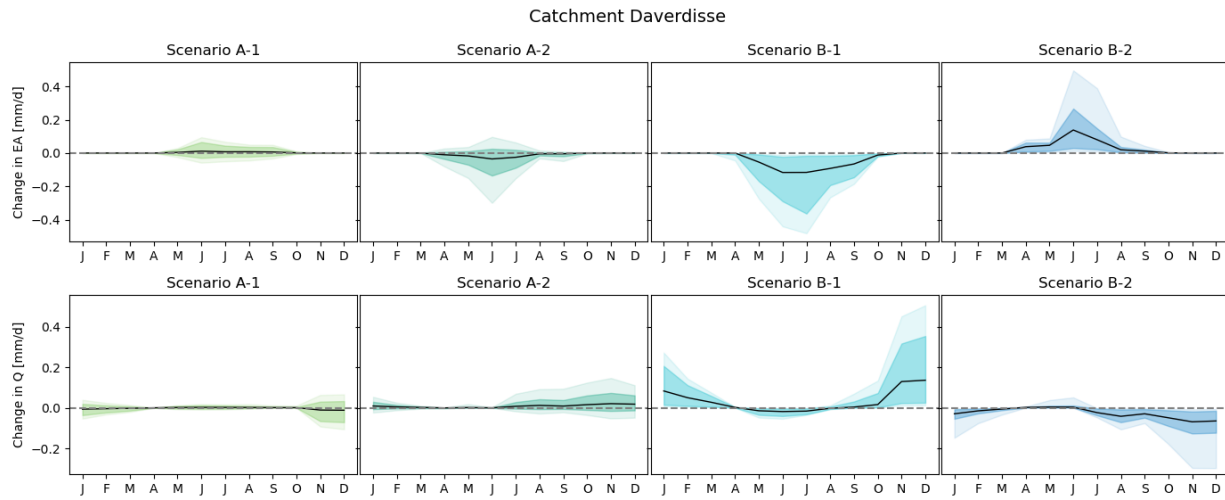 Catchment Daverdisse
Scenario A-1 Scenario A-2 Scenario B-1 Scenario B-2
Change in EA [mm/d]
0.4
0.2
0.0
−0.2
−0.4
J F M A M J J A S O N D J F M A M J J A S O N D J F M A M J J A S O N D J F M A M J J A S O N D
Scenario A-1 Scenario A-2 Scenario B-1 Scenario B-2
Change in Q [mm/d]
0.4
0.2
0.0
−0.2
J F M A M J J A S O N D J F M A M J J A S O N D J F M A M J J A S O N D J F M A M J J A S O N D